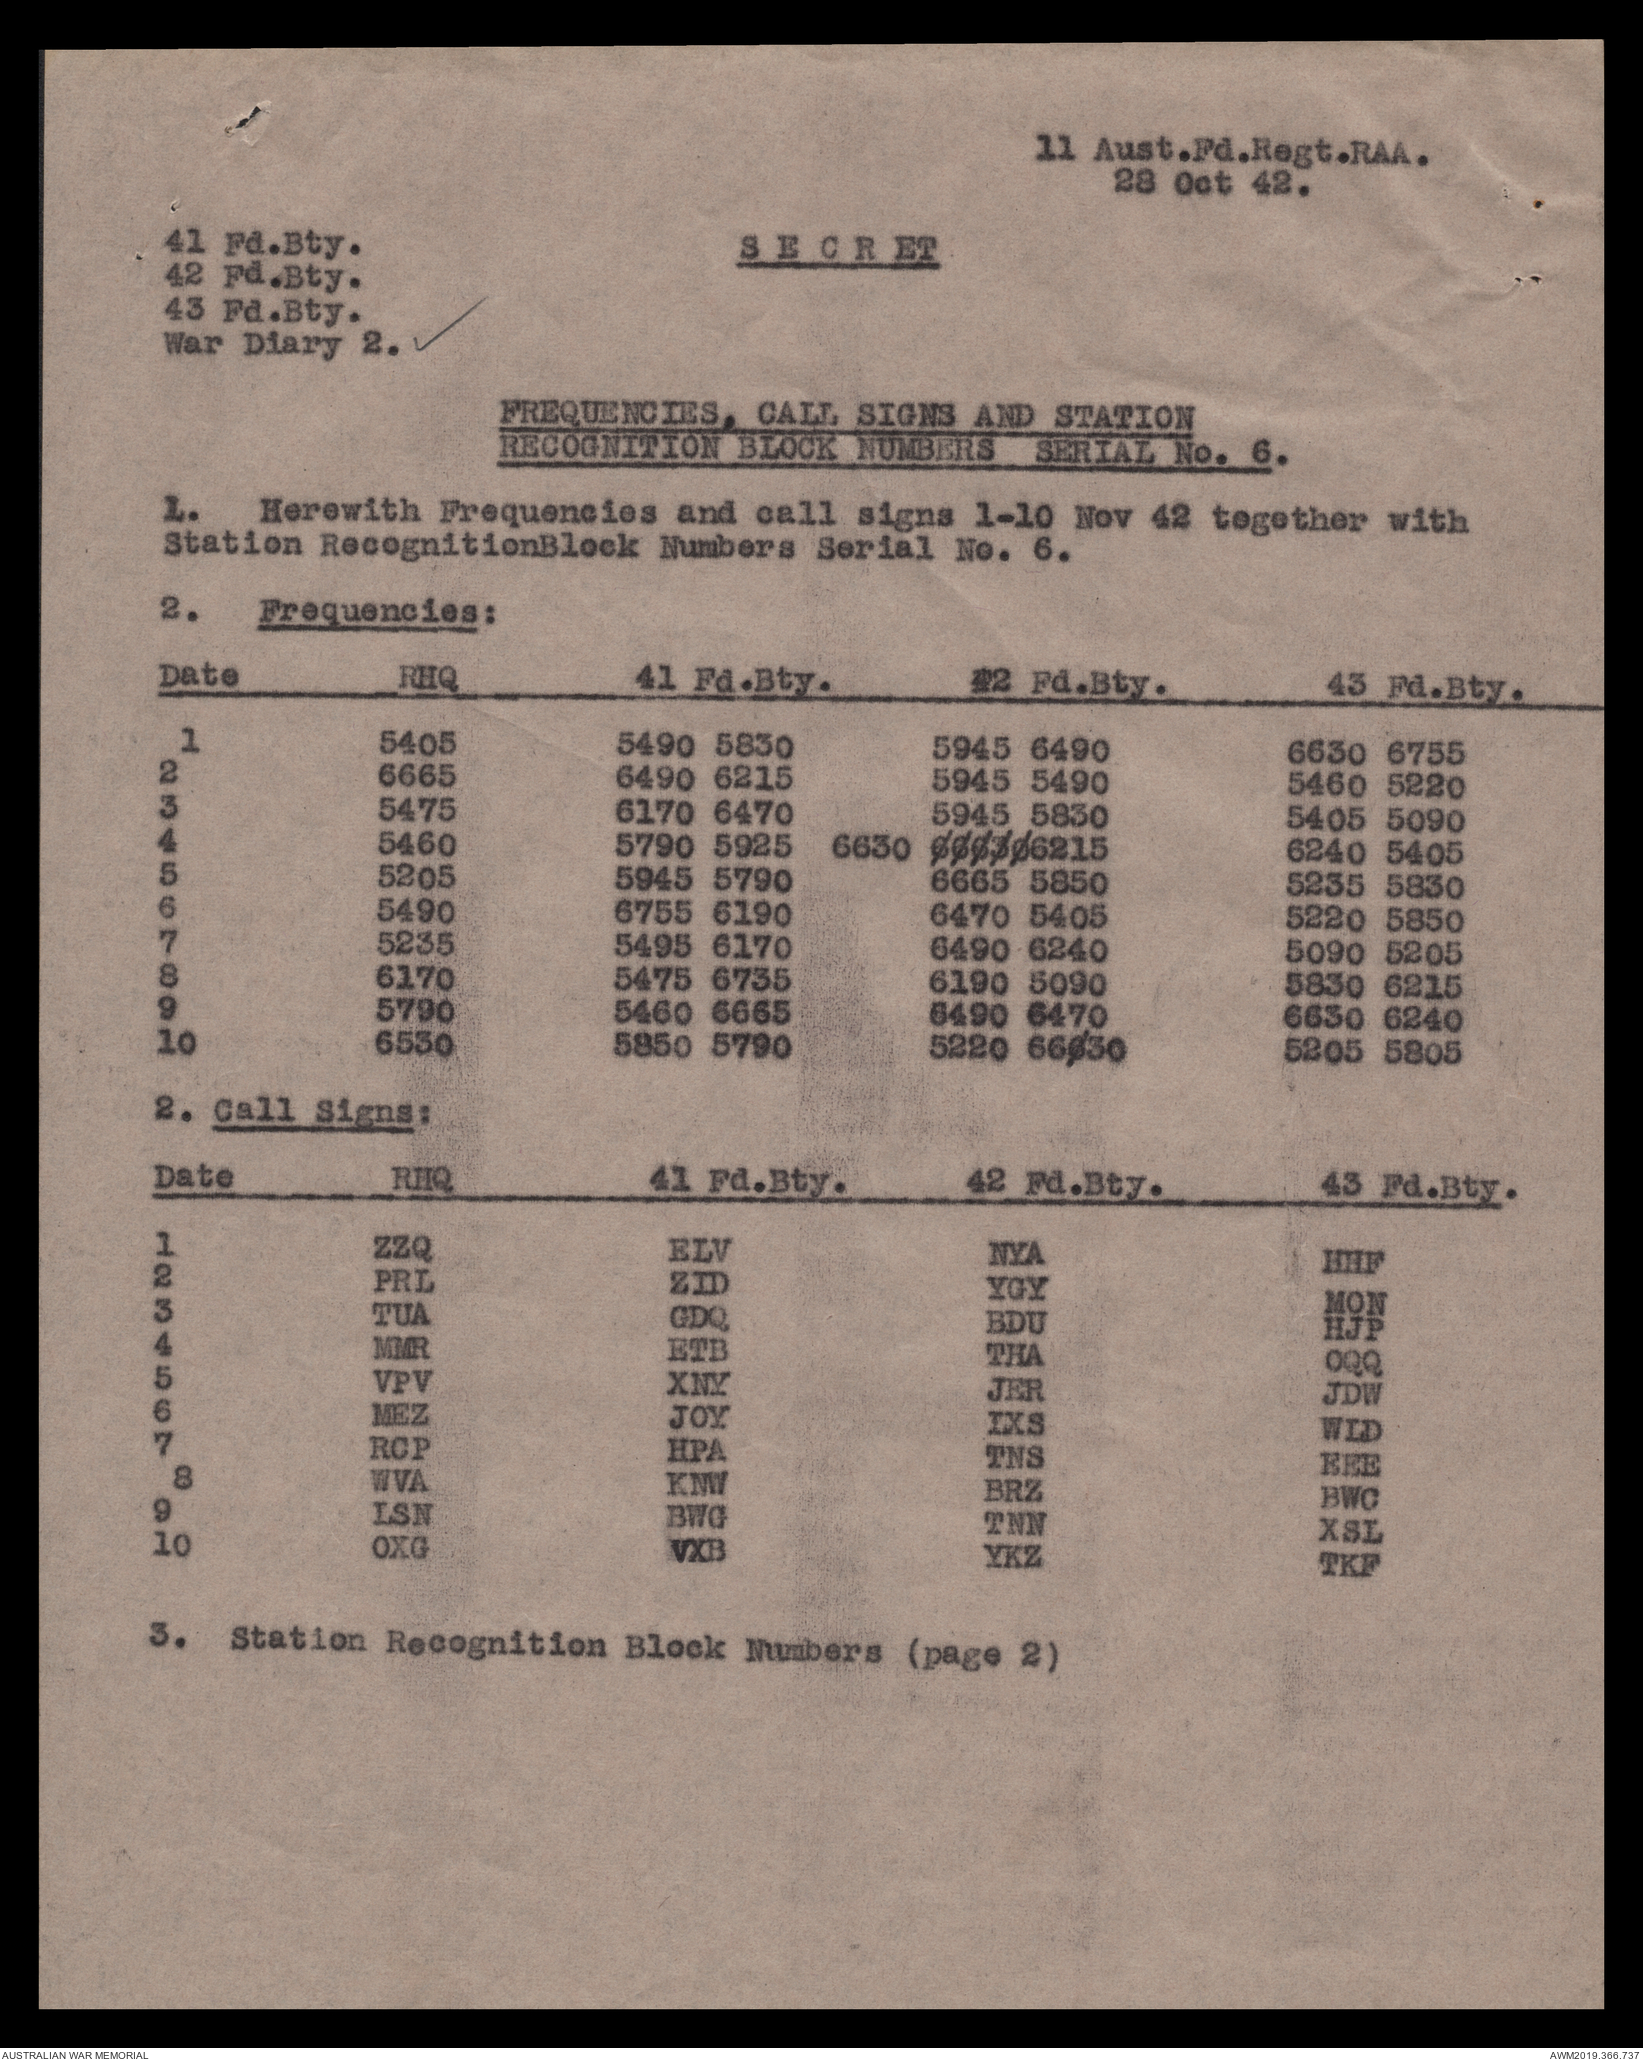 11 Aust.Fd.Regt.RAA.
28 Oct 42.
41 Fd.Bty.
S E C R ET
42 Fd.Bty.
43 Fd.Bty.
War Diary 2. ✓
FREQUENCIES, CALL SIGNS AND STATION
RECOGNITION BLOCK NUMBERS SERIAL No. 6.
1. Herewith Frequencies and call signs 1-10 Nov 42 together with
Station RecognitionBlock Numbers Serial No. 6.
2. Frequencies:
Date RHQ 41 Fd.Bty. 42 Fd.Bty. 43 Fd.Bty.
1 5405 5490 5830 5945 6490 6630 6755
2 6665 6490 6215 5945 5490 5460 5220
3 5475 6170 6470 5945 5830 5405 5090
4 5460 5790 5925 6630 6215 6240 5405
5 5205 5945 5790 6665 5850 5235 5830
6 5490 6755 6190 6470 5405 5220 5850
7 5235 5495 6170 6490 6240 5090 5205
8 6170 5475 6735 6190 5090 5830 6215
9 5790 5460 6665 6490 6470 6630 6240
10 6530 5850 5790 5220 6630 5205 5805
2. Call Signs:
Date RHQ 41 Fd.Bty. 42 Fd.Bty. 43 Fd.Bty.
1 ZZQ ELV NYA HHF
2 PRL ZID YGY MON
3 TUA GDQ BDU HJP
4 MMR ETB THA OQQ
5 VPV XNY JER JDW
6 MEZ JOY IXS WLD
7 RCP HPA TNS EEE
8 WVA KNW BRZ BWC
9 LSN BWG TNN XSL
10 OXG VXB YKZ TKF
3. Station Recognition Block Numbers (page 2)
AUSTRALIAN WAR MEMORIAL
AWM2019.366.737